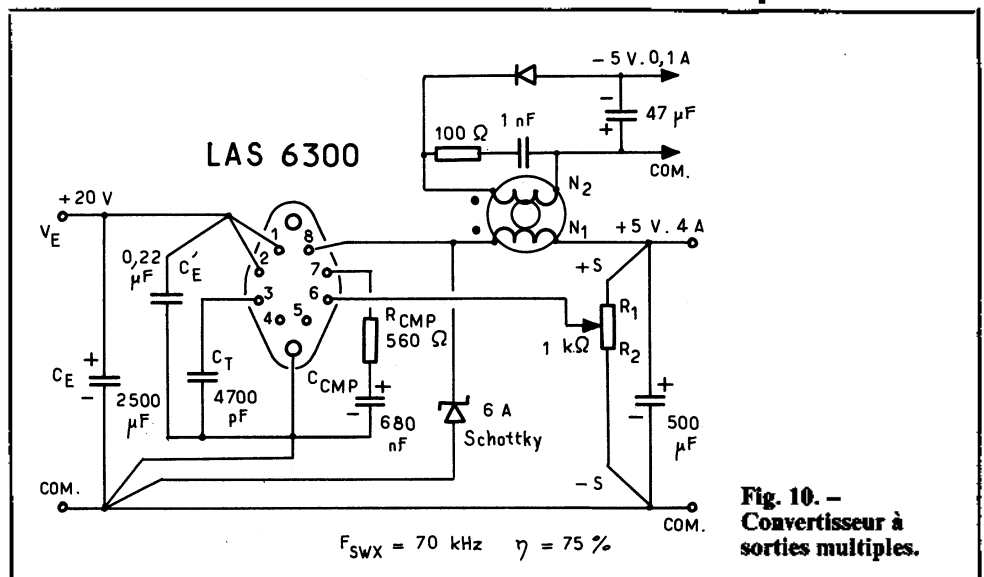 − 5 V. 0,1 A
−
+
47 µF
1 nF
100 Ω
COM.
LAS 6300
N2
N1
+20 V
VE
+5 V. 4 A
1
8
2
7
3
6
4
5
0,22
µF
C'E
+S
R1
R2
1 kΩ
RCMP
560 Ω
CT
4700
pF
CCMP
+
−
680
nF
CE
+
−
2500
µF
6 A
Schottky
+
−
500
µF
−S
COM.
COM.
FSWX = 70 kHz η = 75 %
Fig. 10. –
Convertisseur à
sorties multiples.